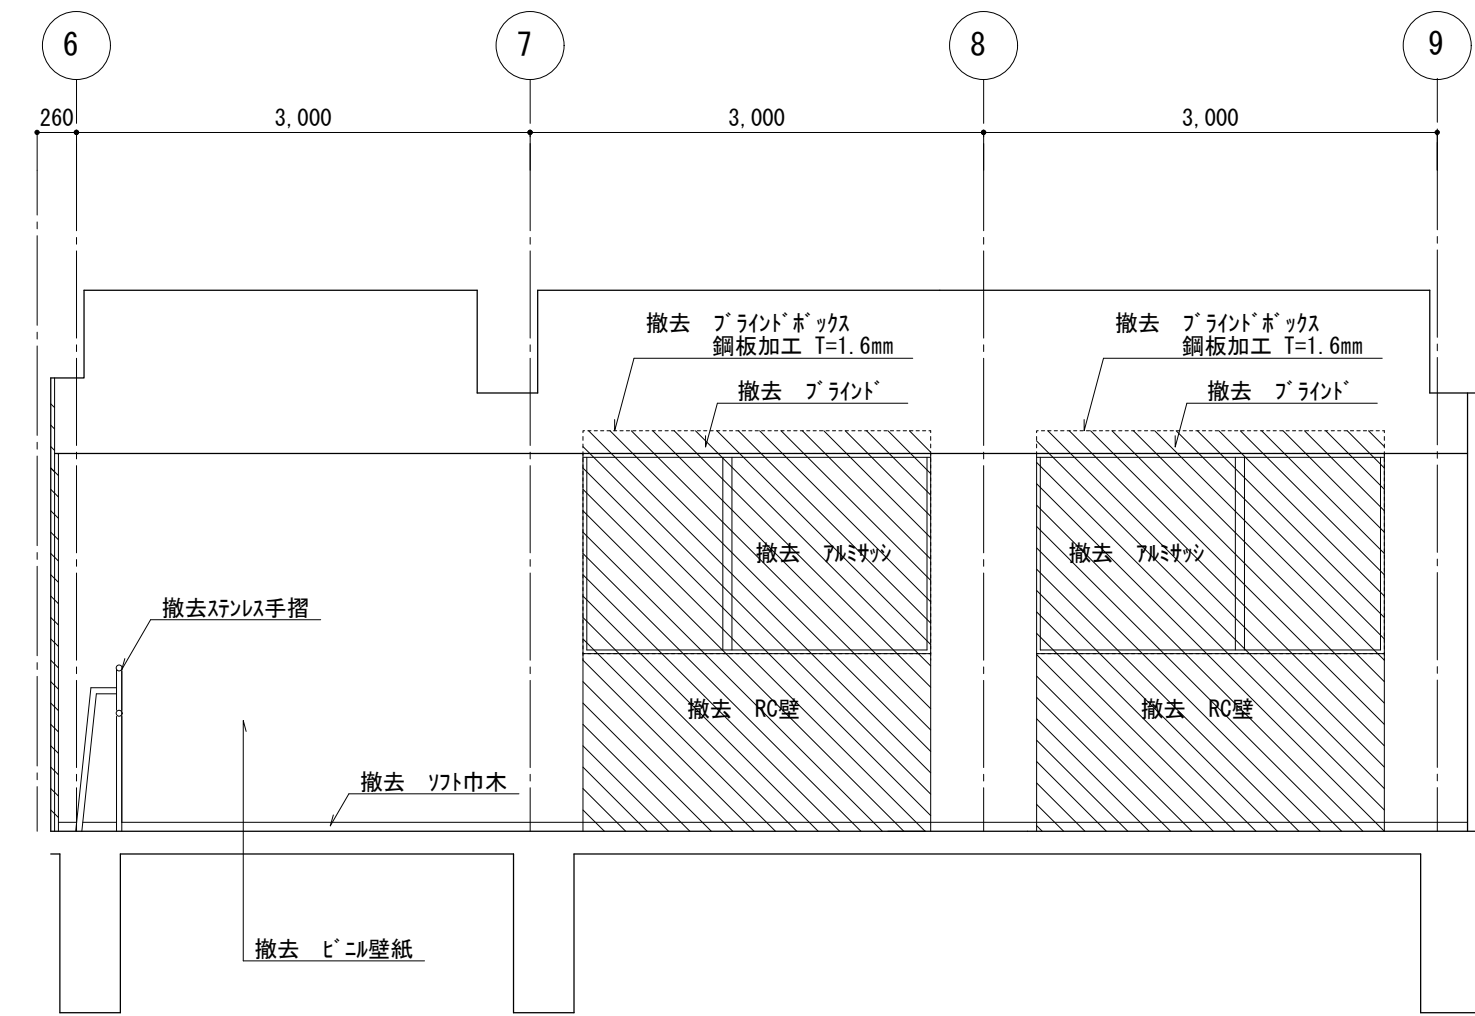 6
7
8
9
260
3,000
3,000
3,000
撤去 ブラインドボックス
鋼板加工 T=1.6mm
撤去 ブラインド
撤去 ブラインドボックス
鋼板加工 T=1.6mm
撤去 ブラインド
撤去 アルミサッシ
撤去 アルミサッシ
撤去ステンレス手摺
撤去 RC壁
撤去 RC壁
撤去 ソフト巾木
撤去 ビニル壁紙